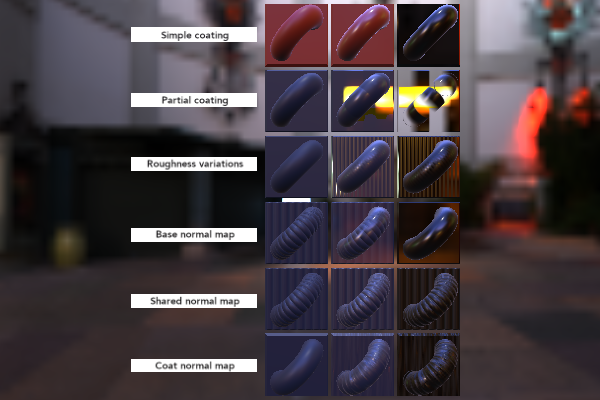 Simple coating
Partial coating
Roughness variations
Base normal map
Shared normal map
Coat normal map